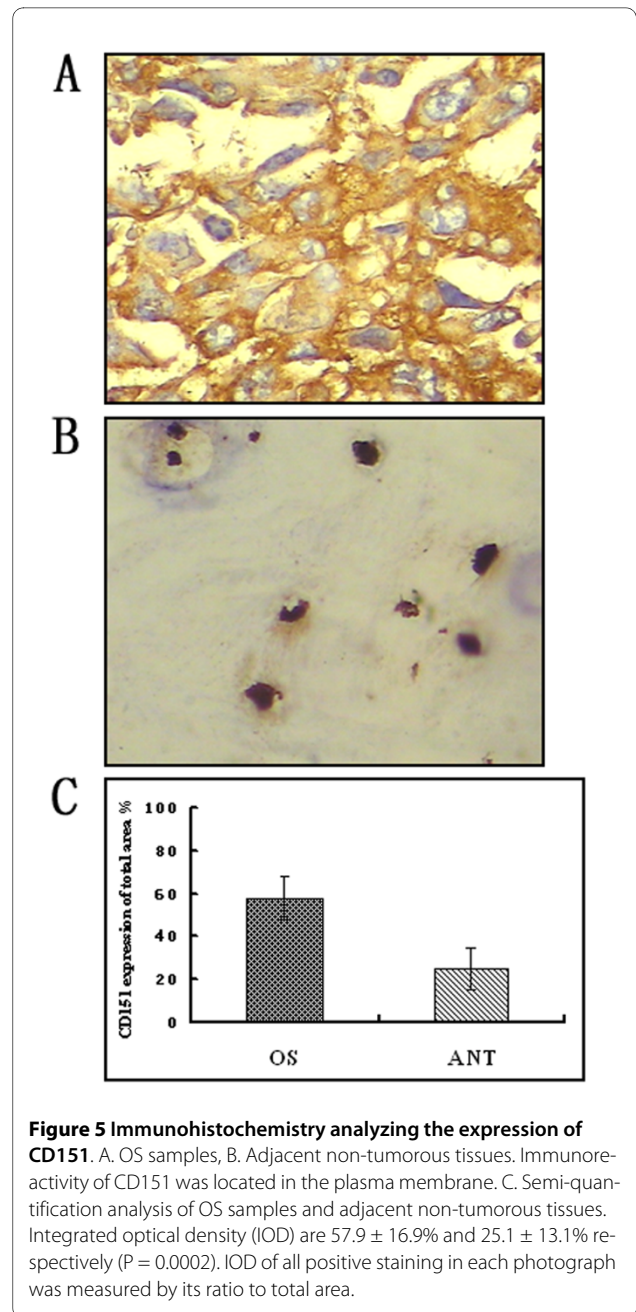 A
B
C
CD151 expression of total area %
100
80
60
40
20
0
OS
ANT
Figure 5 Immunohistochemistry analyzing the expression of
CD151. A. OS samples, B. Adjacent non-tumorous tissues. Immunore-
activity of CD151 was located in the plasma membrane. C. Semi-quan-
tification analysis of OS samples and adjacent non-tumorous tissues.
Integrated optical density (IOD) are 57.9 ± 16.9% and 25.1 ± 13.1% re-
spectively (P = 0.0002). IOD of all positive staining in each photograph
was measured by its ratio to total area.